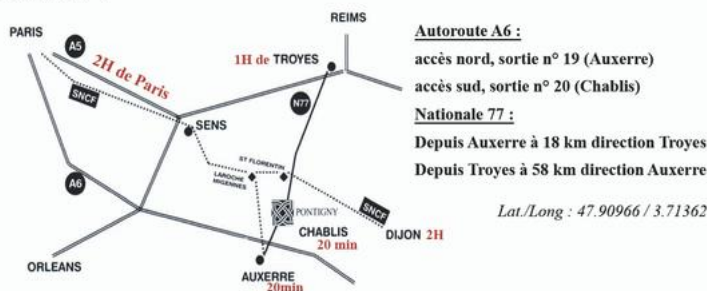 REIMS
PARIS
A5
2H de Paris
1H de TROYES
SNCF
N77
SENS
ST FLORENTIN
LAROCHE
MIGENNES
A6
PONTIGNY
SNCF
CHABLIS
20 min
DIJON 2H
ORLEANS
AUXERRE
20min
Autoroute A6 :
accès nord, sortie n° 19 (Auxerre)
accès sud, sortie n° 20 (Chablis)
Nationale 77 :
Depuis Auxerre à 18 km direction Troyes
Depuis Troyes à 58 km direction Auxerre
Lat./Long : 47.90966 / 3.71362